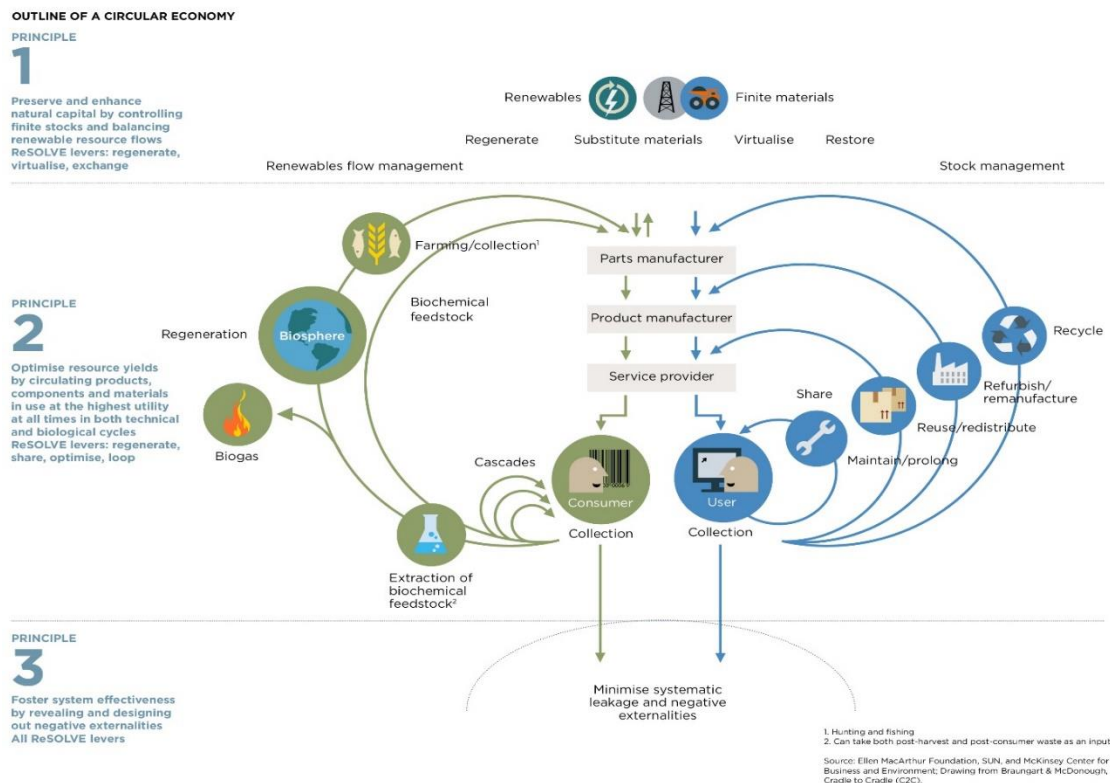 OUTLINE OF A CIRCULAR ECONOMY
PRINCIPLE
1
Preserve and enhance
natural capital by controlling
finite stocks and balancing
renewable resource flows
ReSOLVE levers: regenerate,
virtualise, exchange
Renewables
Finite materials
Regenerate
Substitute materials
Virtualise
Restore
Renewables flow management
Stock management
PRINCIPLE
2
Optimise resource yields
by circulating products,
components and materials
in use at the highest utility
at all times in both technical
and biological cycles
ReSOLVE levers: regenerate,
share, optimise, loop
Farming/collection¹
Biochemical
feedstock
Regeneration
Biosphere
Biogas
Cascades
Extraction of
biochemical
feedstock²
Parts manufacturer
Product manufacturer
Service provider
Consumer
Collection
User
Collection
Share
Maintain/prolong
Reuse/redistribute
Refurbish/
remanufacture
Recycle
PRINCIPLE
3
Foster system effectiveness
by revealing and designing
out negative externalities
All ReSOLVE levers
Minimise systematic
leakage and negative
externalities
1. Hunting and fishing
2. Can take both post-harvest and post-consumer waste as an input
Source: Ellen MacArthur Foundation, SUN, and McKinsey Center for
Business and Environment; Drawing from Braungart & McDonough,
Cradle to Cradle (C2C).